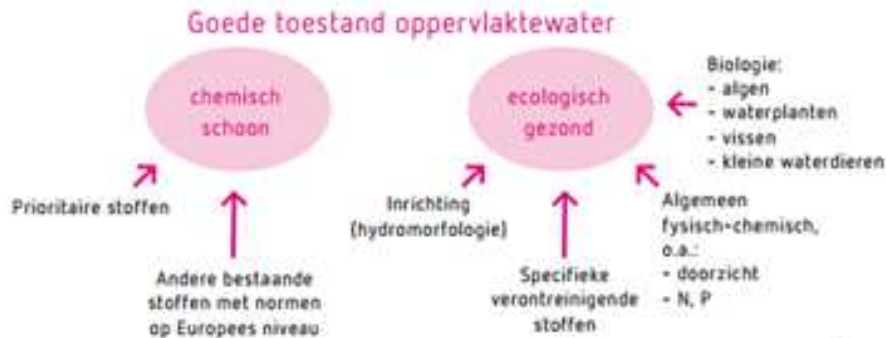 Goede toestand oppervlaktewater
chemisch
schoon
Prioritaire stoffen
Andere bestaande
stoffen met normen
op Europees niveau
ecologisch
gezond
Inrichting
(hydromorfologie)
Specifieke
verontreinigende
stoffen
Biologie:
- algen
- waterplanten
- vissen
- kleine waterdieren
Algemeen
fysisch-chemisch,
o.a.:
- doorzicht
- N, P